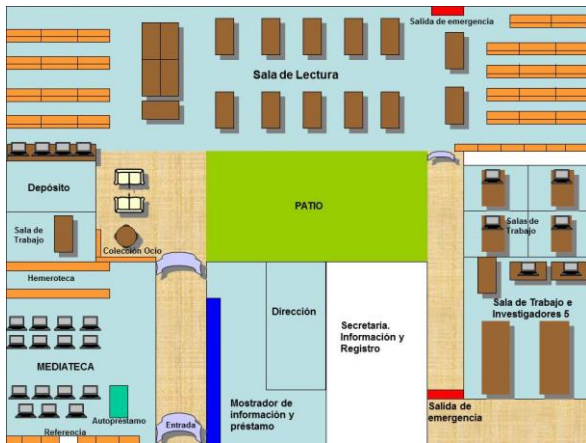 Salida de emergencia
Sala de Lectura
Depósito
Sala de
Trabajo
Colección Ocio
PATIO
Salas de
Trabajo
Hemeroteca
MEDIATECA
Autopréstamo
Referencia
Entrada
Dirección
Mostrador de
información y
préstamo
Secretaría.
Información y
Registro
Sala de Trabajo e
Investigadores 5
Salida de
emergencia